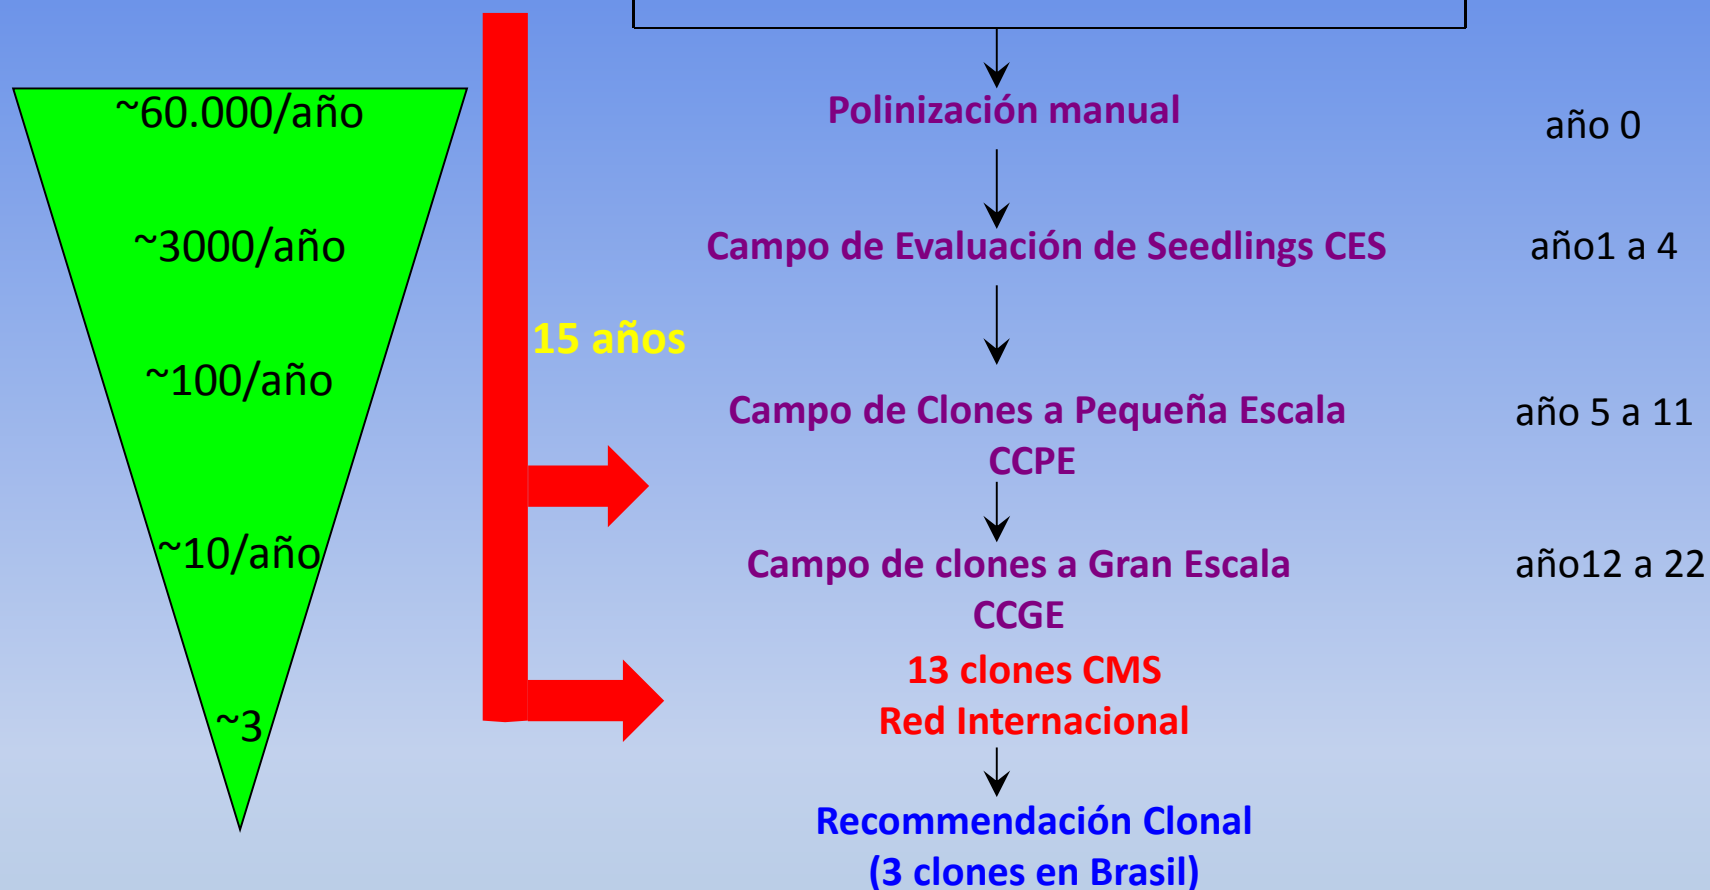 ~60.000/año
Polinización manual
año 0
~3000/año
Campo de Evaluación de Seedlings CES
año1 a 4
15 años
~100/año
Campo de Clones a Pequeña Escala
CCPE
año 5 a 11
~10/año
Campo de clones a Gran Escala
CCGE
año12 a 22
13 clones CMS
Red Internacional
~3
Recommendación Clonal
(3 clones en Brasil)